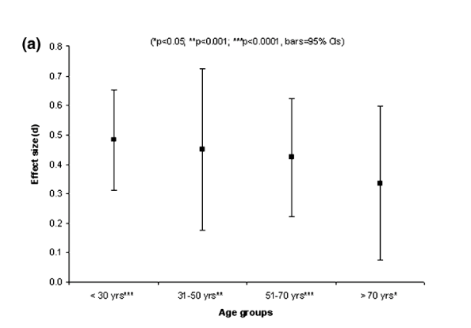 (a)
(*p<0.05; **p<0.001; ***p<0.0001, bars=95% CIs)
0.8
0.7
0.6
0.5
0.4
0.3
0.2
0.1
0.0
Effect size (d)
< 30 yrs*** 31-50 yrs** 51-70 yrs*** > 70 yrs*
Age groups